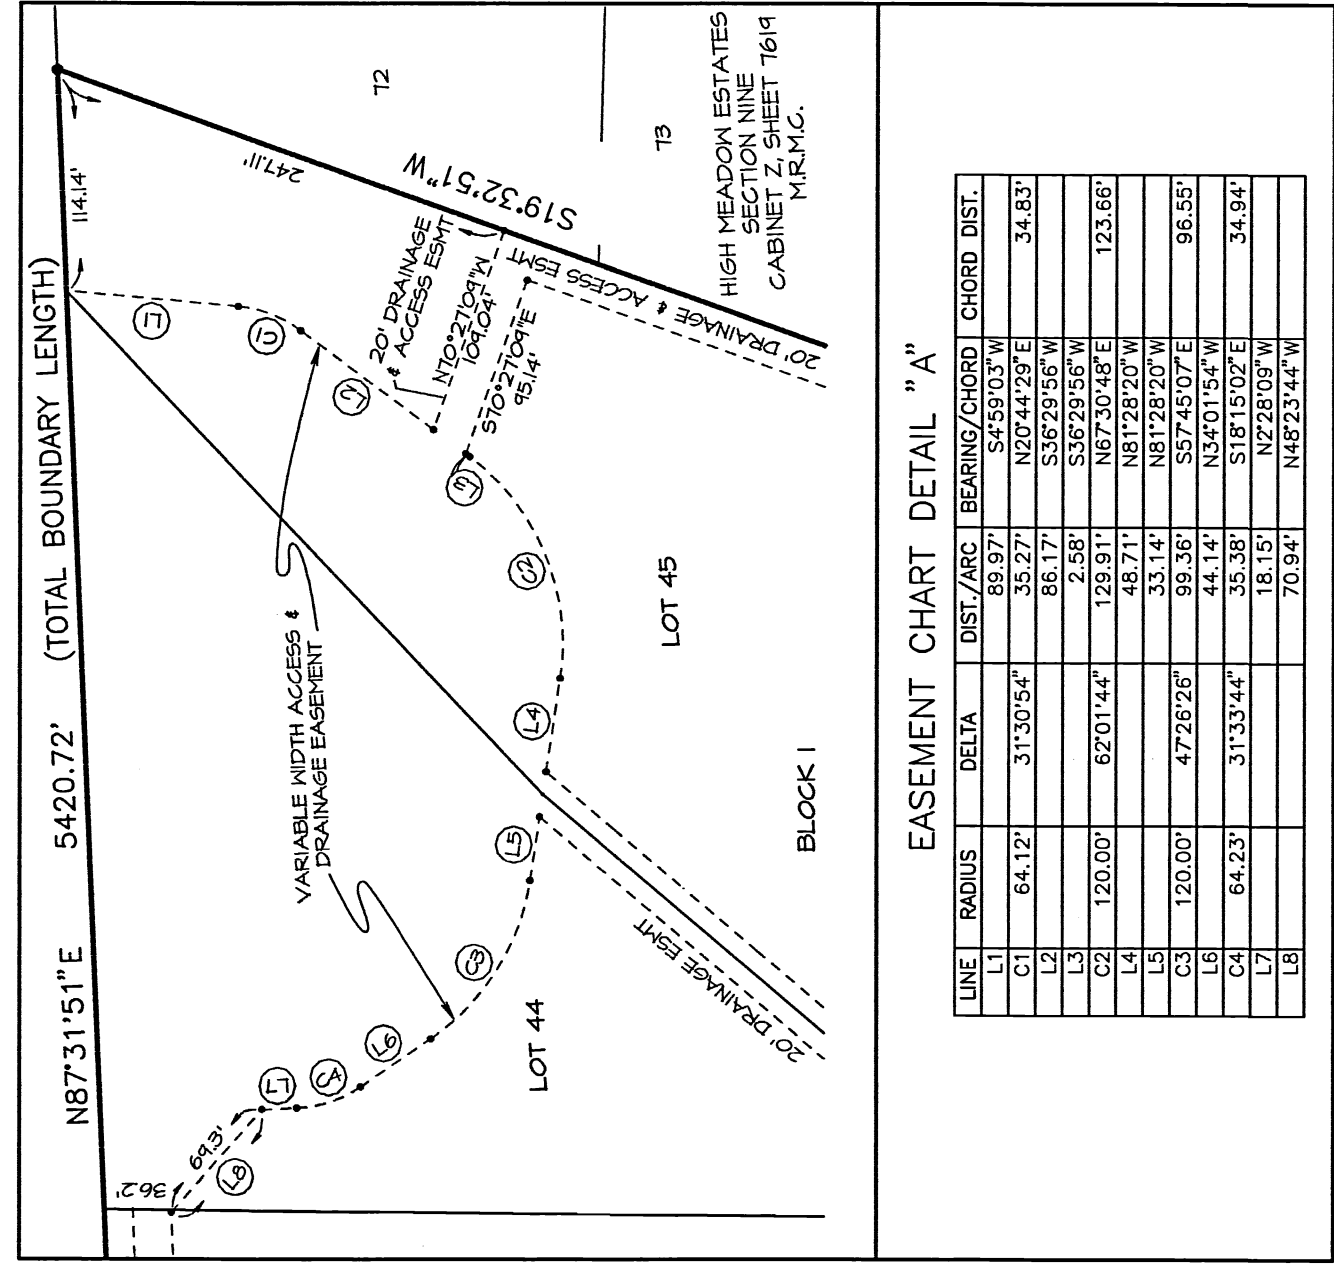 N87°31'51"E 5420.72' (TOTAL BOUNDARY LENGTH)
114.14'
247.11'
S19°32'51"W
72
73
HIGH MEADOW ESTATES
SECTION NINE
CABINET Z, SHEET 7619
M.R.M.C.
20' DRAINAGE
& ACCESS ESMT
N70°27'09"W
109.04'
S70°27'09"E
95.14'
20' DRAINAGE & ACCESS ESMT
L1
C1
L2
L3
C2
L4
L5
C3
L6
C4
L7
L8
69.3'
36.2'
VARIABLE WIDTH ACCESS &
DRAINAGE EASEMENT
LOT 45
LOT 44
BLOCK 1
20' DRAINAGE ESMT
EASEMENT CHART DETAIL "A"
LINE RADIUS DELTA DIST./ARC BEARING/CHORD CHORD DIST.
L1 89.97' S4°59'03"W
C1 64.12' 31°30'54" 35.27' N20°44'29"E 34.83'
L2 86.17' S36°29'56"W
L3 2.58' S36°29'56"W
C2 120.00' 62°01'44" 129.91' N67°30'48"E 123.66'
L4 48.71' N81°28'20"W
L5 33.14' N81°28'20"W
C3 120.00' 47°26'26" 99.36' S57°45'07"E 96.55'
L6 44.14' N34°01'54"W
C4 64.23' 31°33'44" 35.38' S18°15'02"E 34.94'
L7 18.15' N2°28'09"W
L8 70.94' N48°23'44"W